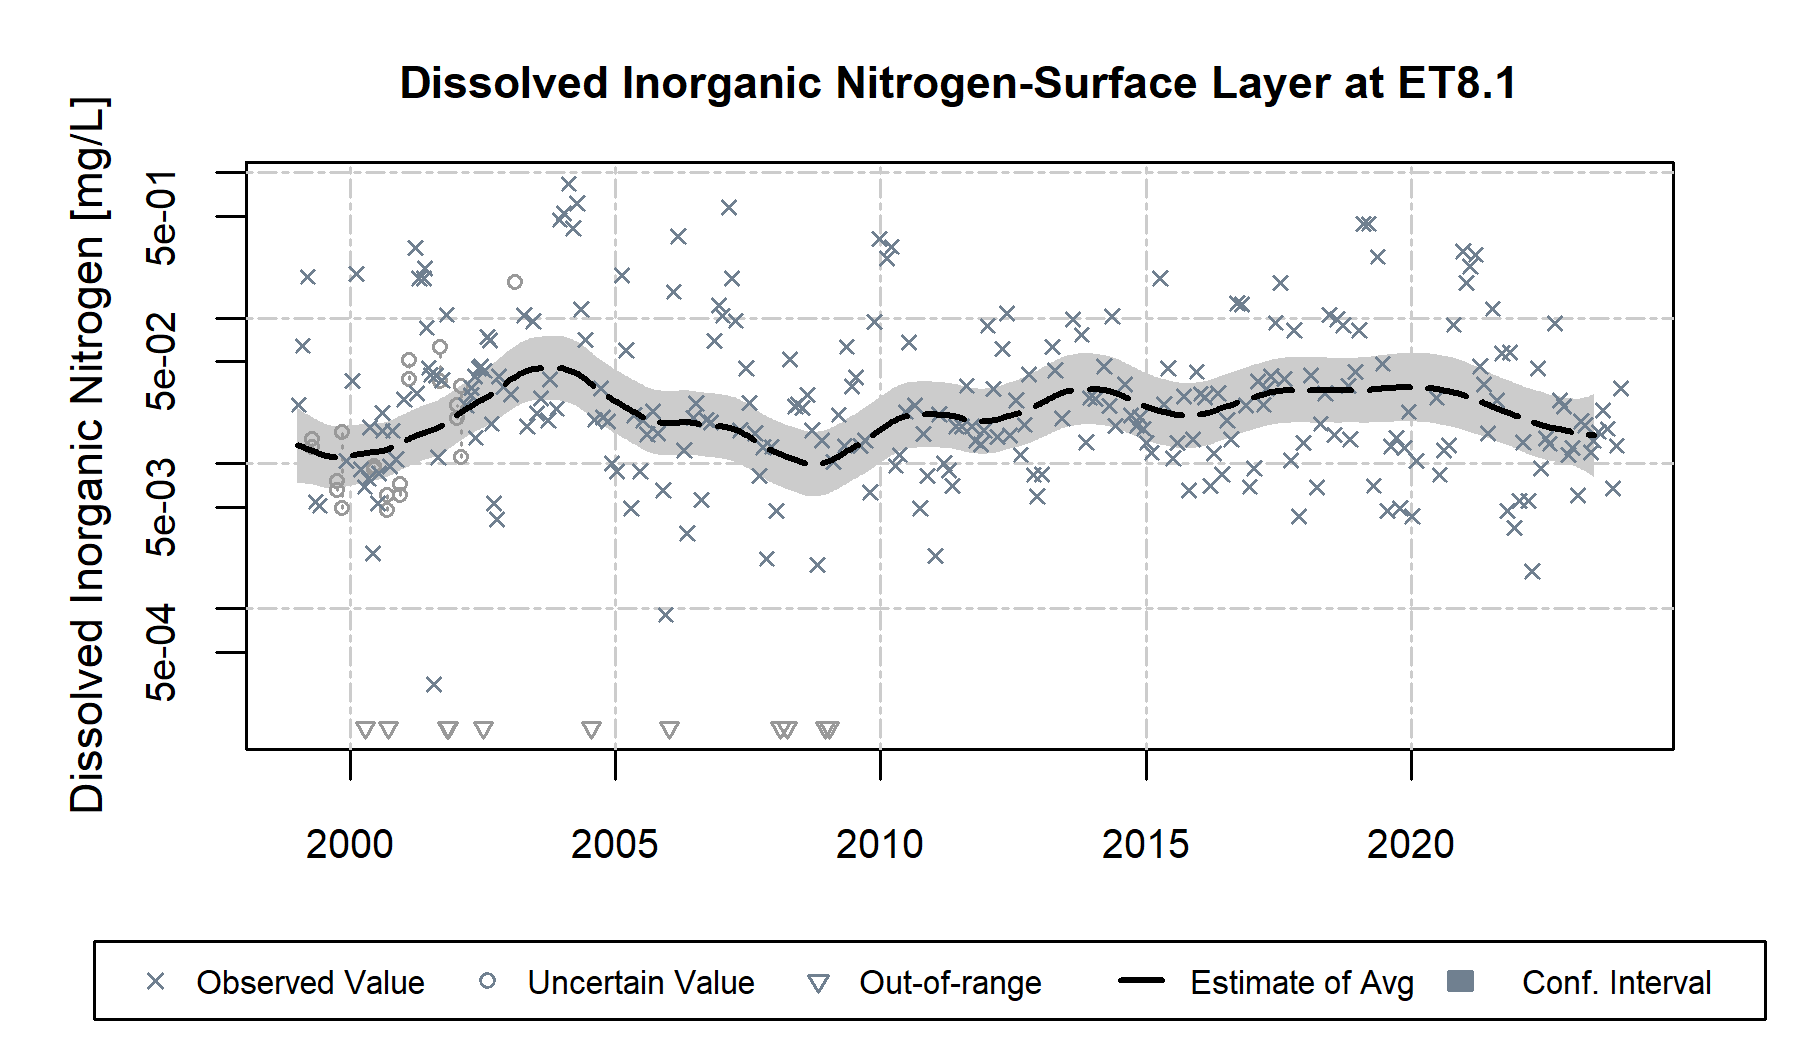 Dissolved Inorganic Nitrogen-Surface Layer at ET8.1
Dissolved Inorganic Nitrogen [mg/L]
5e-01
5e-02
5e-03
5e-04
2000 2005 2010 2015 2020
Observed Value Uncertain Value Out-of-range Estimate of Avg Conf. Interval